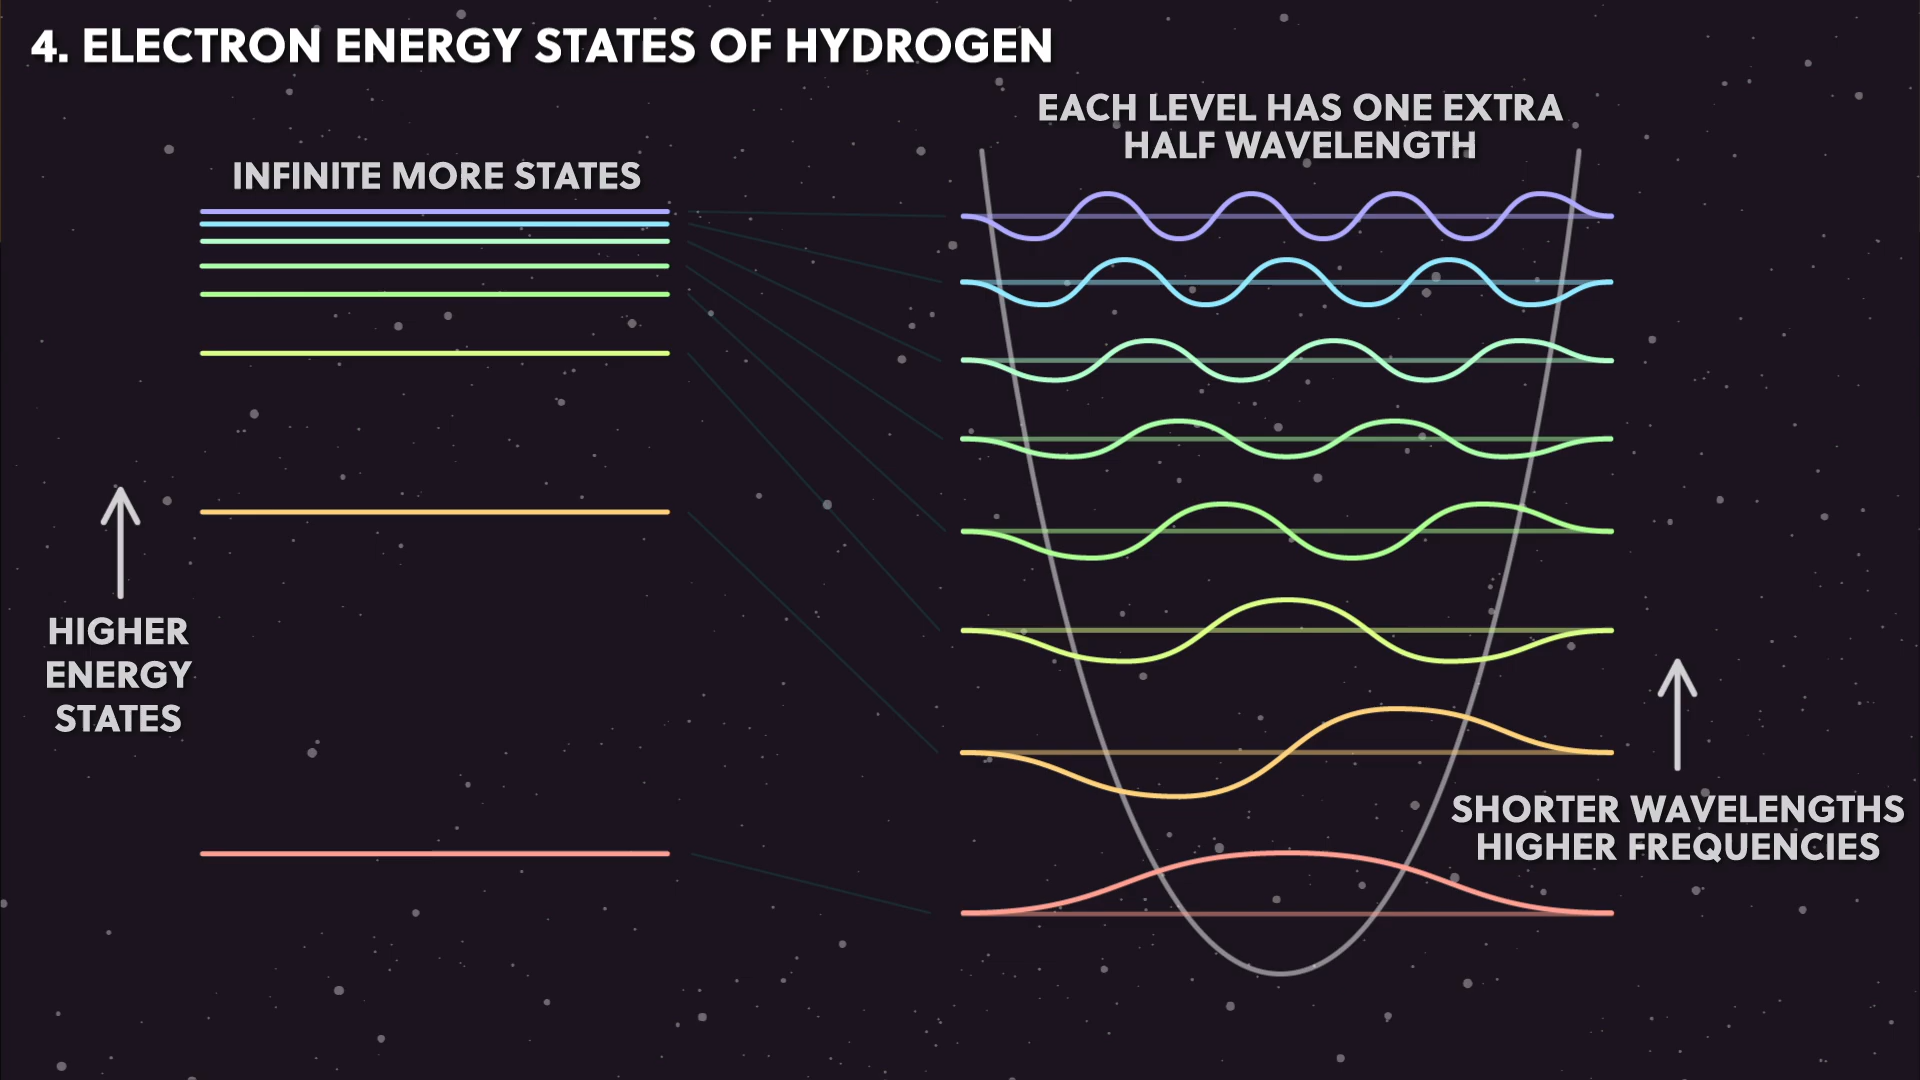 4. ELECTRON ENERGY STATES OF HYDROGEN
EACH LEVEL HAS ONE EXTRA
HALF WAVELENGTH
INFINITE MORE STATES
HIGHER
ENERGY
STATES
SHORTER WAVELENGTHS
HIGHER FREQUENCIES